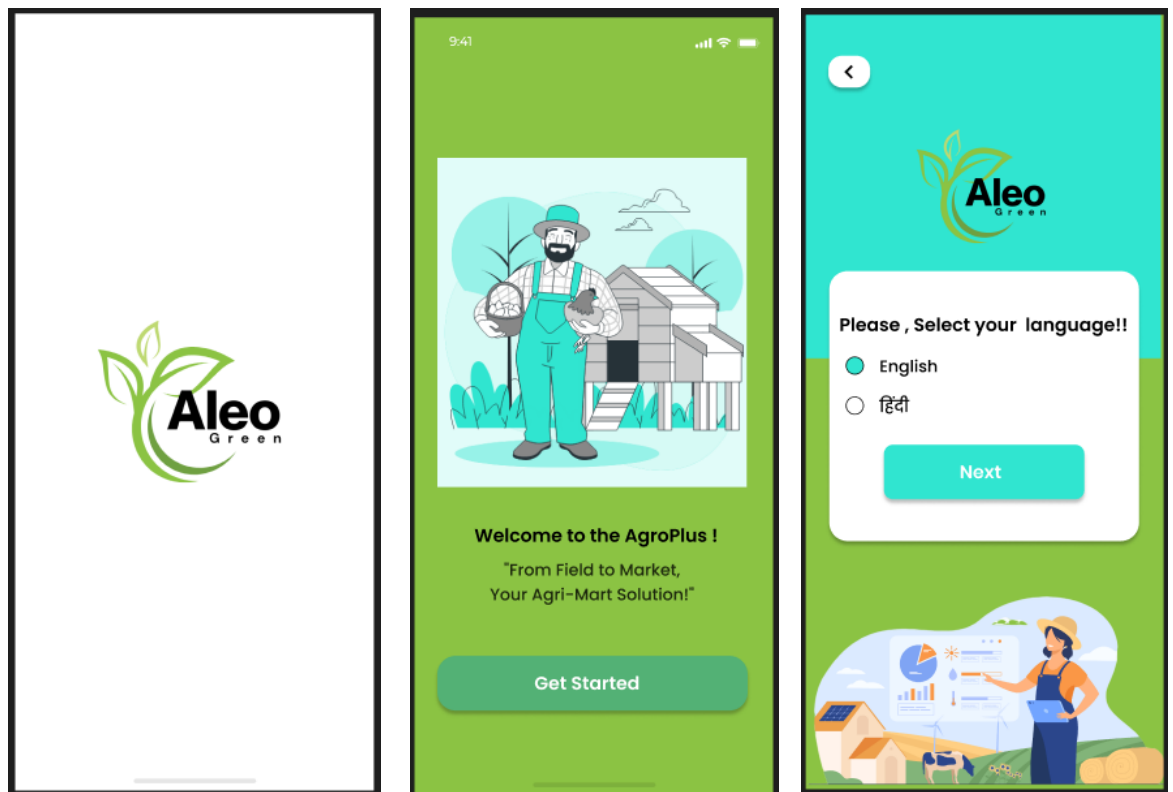 Aleo
Green
9:41
Welcome to the AgroPlus !
"From Field to Market,
Your Agri-Mart Solution!"
Get Started
Aleo
Green
Please , Select your language!!
English
हिंदी
Next